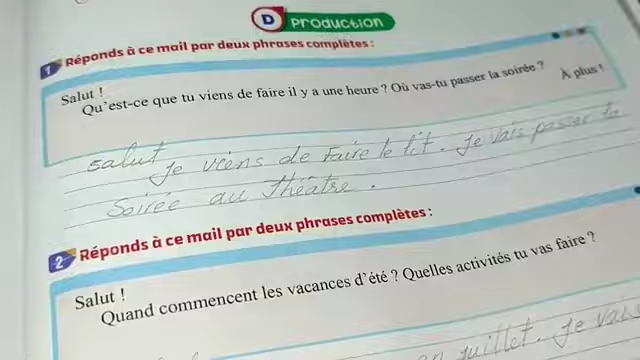 D Production
1 Réponds à ce mail par deux phrases complètes :
Salut !
Qu'est-ce que tu viens de faire il y a une heure ? Où vas-tu passer la soirée ?
À plus !
salut
Je viens de Faire le lit. Je vais passer la
Soirée au théâtre.
2 Réponds à ce mail par deux phrases complètes :
Salut !
Quand commencent les vacances d'été ? Quelles activités tu vas faire ?
juillet. Je vais